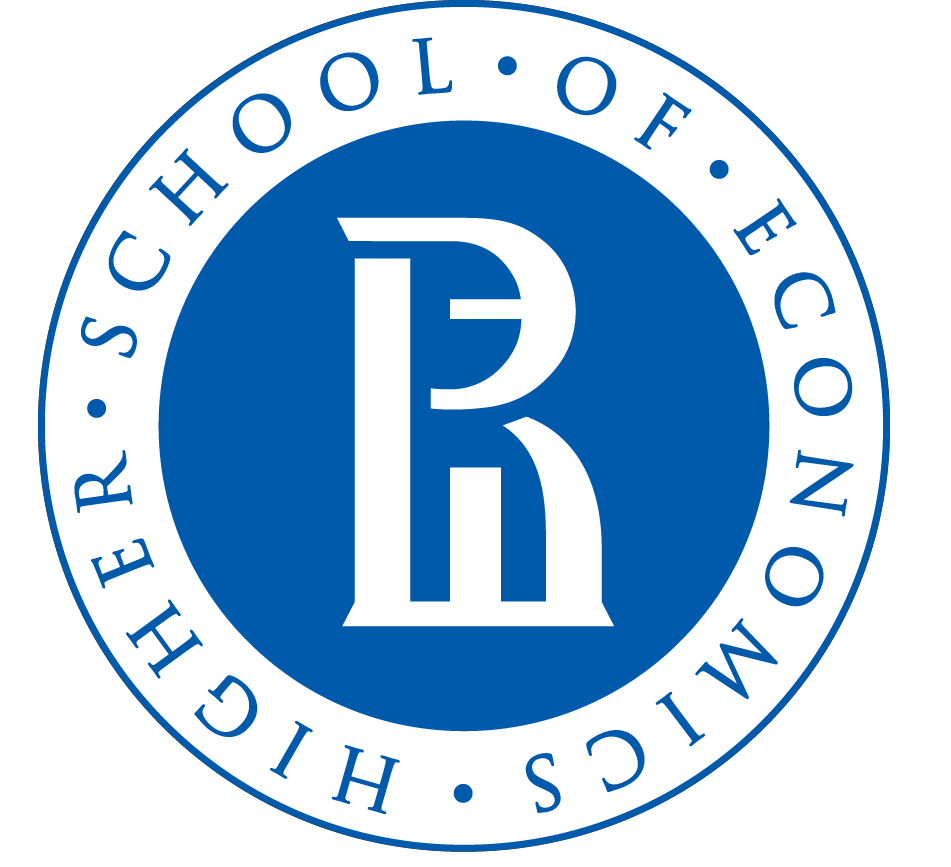 HIGHER • SCHOOL • OF • ECONOMICS •